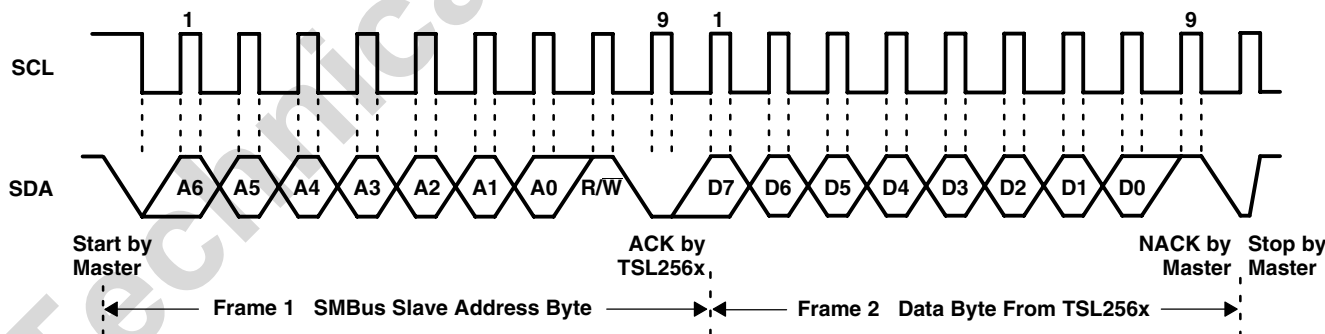 1 9 1 9
SCL
SDA A6 A5 A4 A3 A2 A1 A0 R/W D7 D6 D5 D4 D3 D2 D1 D0
Start by Master
ACK by TSL256x
NACK by Master
Stop by Master
Frame 1 SMBus Slave Address Byte
Frame 2 Data Byte From TSL256x
Technica